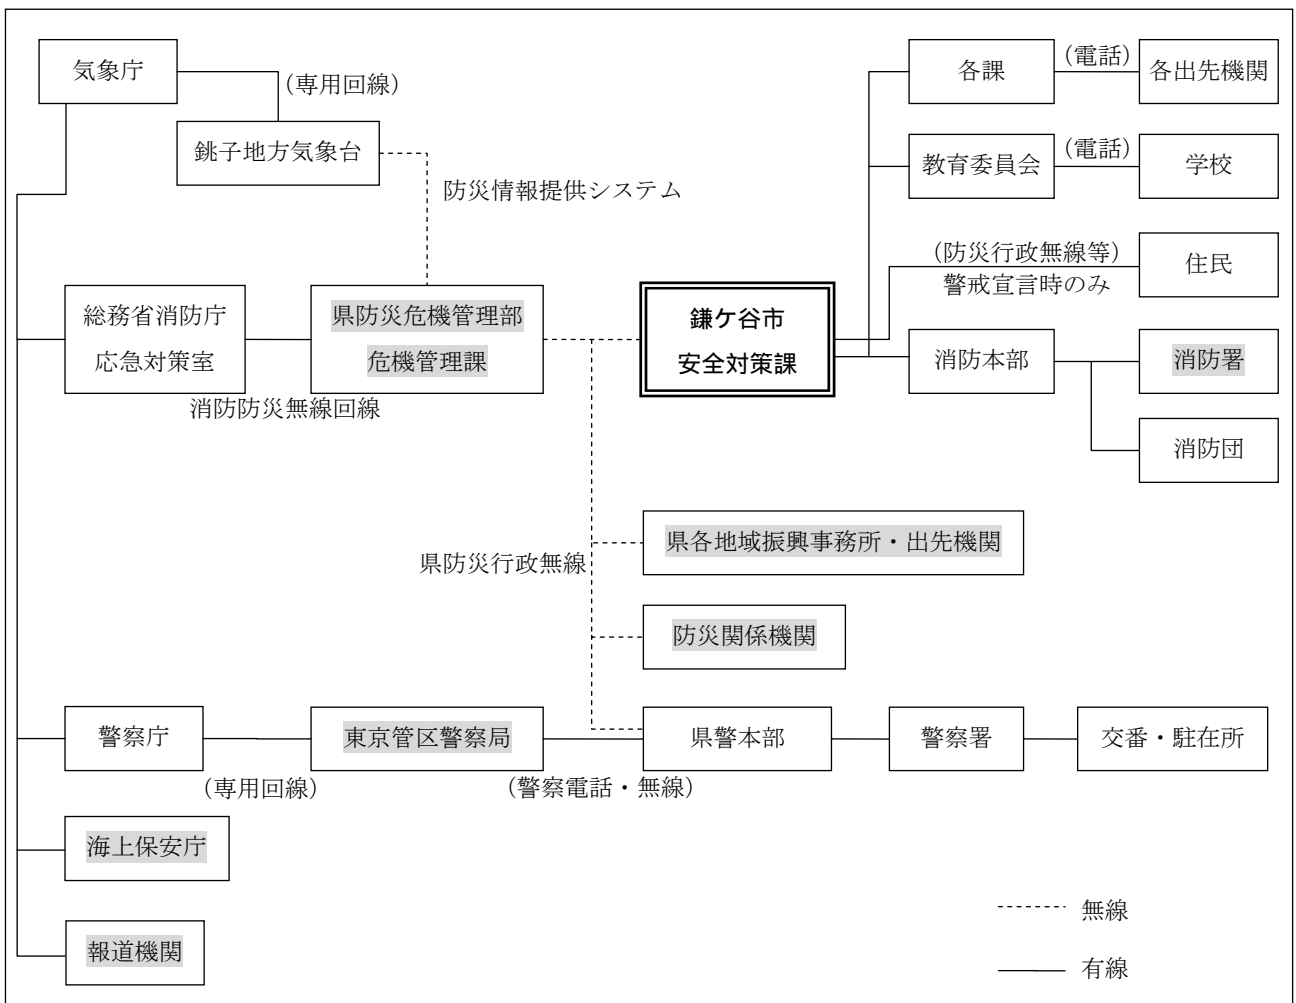 気象庁
(専用回線)
銚子地方気象台
防災情報提供システム
総務省消防庁
応急対策室
県防災危機管理部
危機管理課
消防防災無線回線
鎌ケ谷市
安全対策課
各課
(電話)
各出先機関
教育委員会
(電話)
学校
(防災行政無線等)
警戒宣言時のみ
住民
消防本部
消防署
消防団
県各地域振興事務所・出先機関
県防災行政無線
防災関係機関
警察庁
(専用回線)
東京管区警察局
(警察電話・無線)
県警本部
警察署
交番・駐在所
海上保安庁
報道機関
無線
有線